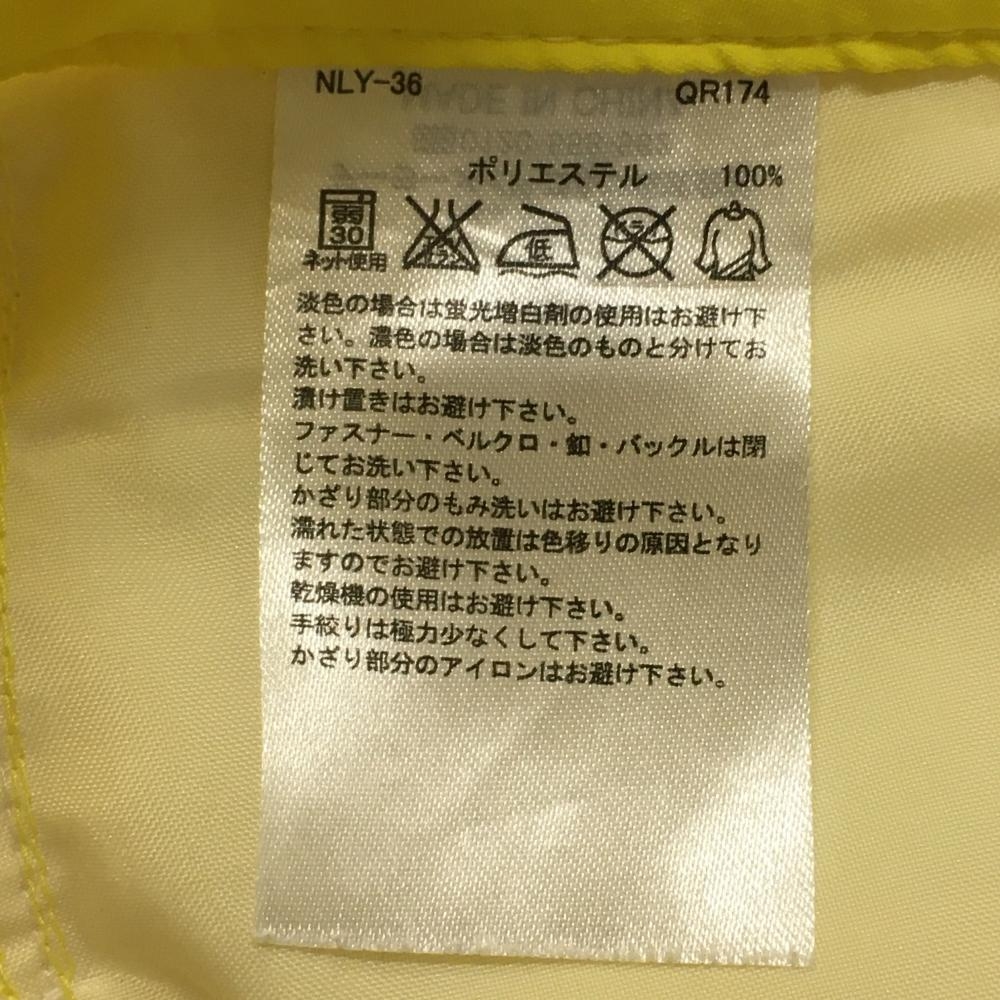 NLY-36 QR174
ポリエステル 100%
弱
30
ネット使用
エンソ
低
ドライ
淡色の場合は蛍光増白剤の使用はお避け下
さい。濃色の場合は淡色のものと分けてお
洗い下さい。
漬け置きはお避け下さい。
ファスナー・ベルクロ・釦・バックルは閉
じてお洗い下さい。
かざり部分のもみ洗いはお避け下さい。
濡れた状態での放置は色移りの原因となり
ますのでお避け下さい。
乾燥機の使用はお避け下さい。
手絞りは極力少なくして下さい。
かざり部分のアイロンはお避け下さい。